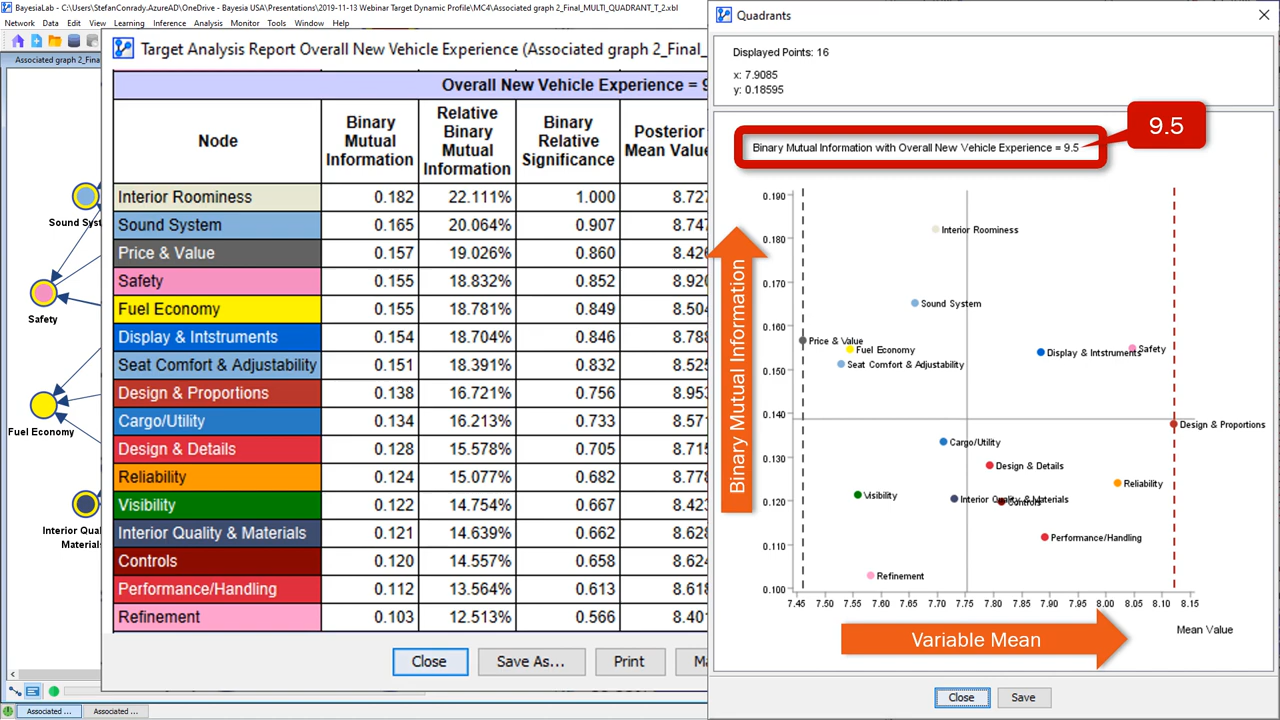 BayesiaLab - C:\Users\StefanConrady.AzureAD\OneDrive - Bayesia USA\Presentations\2019-11-13 Webinar Target Dynamic Profile\MC4\Associated graph 2_Final_MULTI_QUADRANT_T_2.xbl
Network Data Edit View Learning Inference Analysis Monitor Tools Window Help
Associated graph 2_Fina
Sound Syst
Safety
Fuel Economy
Interior Qual
Materials
Associated ...
Associated ...
Target Analysis Report Overall New Vehicle Experience (Associated graph 2_Final_
Overall New Vehicle Experience = 9
Node
Binary Mutual Information
Relative Binary Mutual Information
Binary Relative Significance
Posterior Mean Value
Interior Roominess 0.182 22.111% 1.000 8.727
Sound System 0.165 20.064% 0.907 8.747
Price & Value 0.157 19.026% 0.860 8.426
Safety 0.155 18.832% 0.852 8.920
Fuel Economy 0.155 18.781% 0.849 8.504
Display & Intstruments 0.154 18.704% 0.846 8.788
Seat Comfort & Adjustability 0.151 18.391% 0.832 8.525
Design & Proportions 0.138 16.721% 0.756 8.953
Cargo/Utility 0.134 16.213% 0.733 8.571
Design & Details 0.128 15.578% 0.705 8.715
Reliability 0.124 15.077% 0.682 8.778
Visibility 0.122 14.754% 0.667 8.423
Interior Quality & Materials 0.121 14.639% 0.662 8.628
Controls 0.120 14.557% 0.658 8.624
Performance/Handling 0.112 13.564% 0.613 8.618
Refinement 0.103 12.513% 0.566 8.401
Close
Save As...
Print
Ma
Quadrants
Displayed Points: 16
x: 7.9085
y: 0.18595
9.5
Binary Mutual Information with Overall New Vehicle Experience = 9.5
Binary Mutual Information
0.190
0.180
0.170
0.160
0.150
0.140
0.130
0.120
0.110
0.100
Interior Roominess
Sound System
Price & Value
Fuel Economy
Seat Comfort & Adjustability
Display & Intstruments
Safety
Design & Proportions
Cargo/Utility
Design & Details
Reliability
Visibility
Interior Quality & Materials
Controls
Performance/Handling
Refinement
7.45 7.50 7.55 7.60 7.65 7.70 7.75 7.80 7.85 7.90 7.95 8.00 8.05 8.10 8.15
Mean Value
Variable Mean
Close
Save